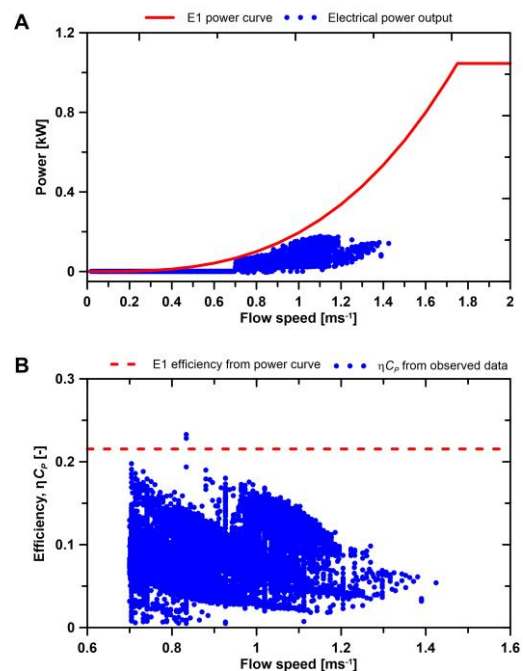 A
E1 power curve
Electrical power output
1.2
1.0
0.8
0.4
0
Power [kW]
0 0.2 0.4 0.6 0.8 1.0 1.2 1.4 1.6 1.8 2
Flow speed [ms-1]
B
E1 efficiency from power curve
ηCP from observed data
0.3
0.2
0.1
0
Efficiency, ηCP [-]
0.6 0.8 1 1.2 1.4 1.6
Flow speed [ms-1]